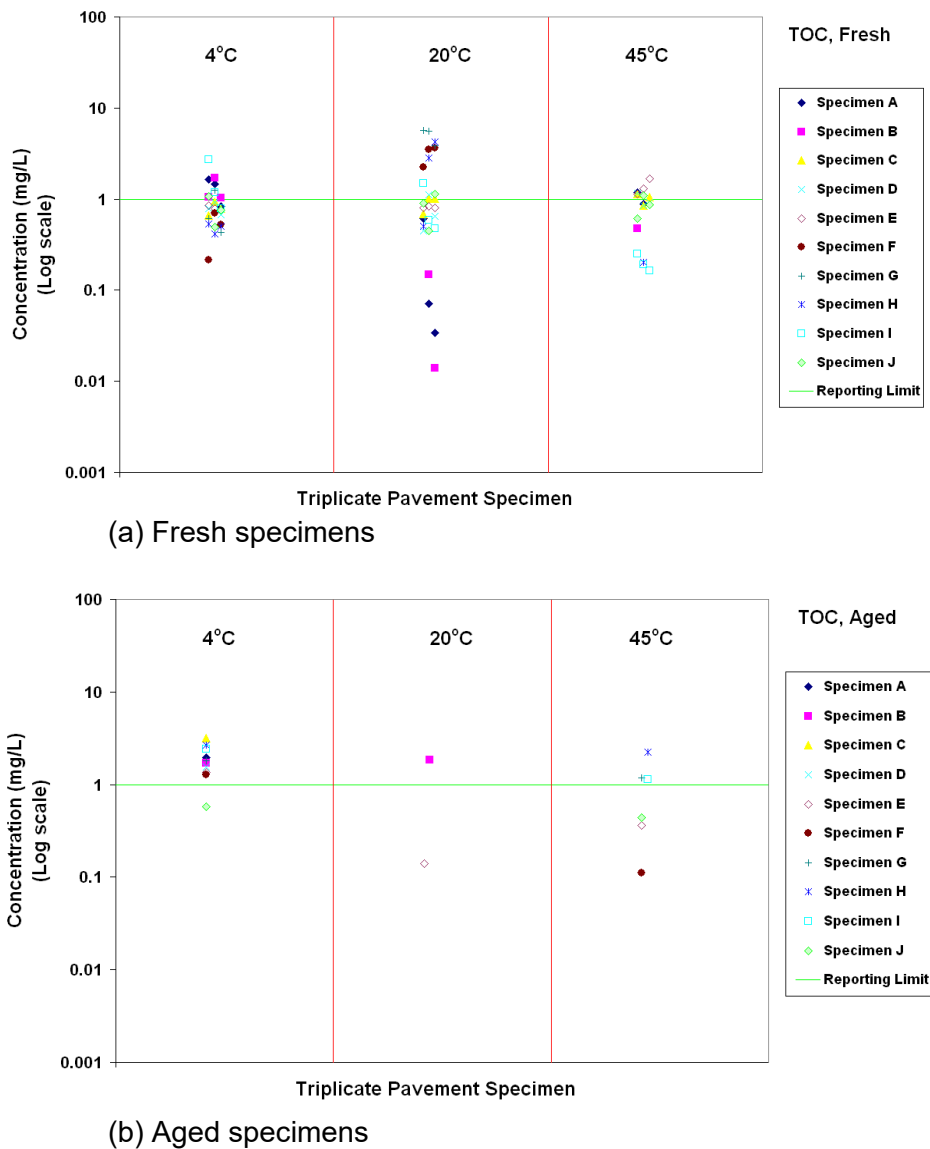 100
10
1
0.1
0.01
0.001
Concentration (mg/L)
(Log scale)
4°C
20°C
45°C
Triplicate Pavement Specimen
TOC, Fresh
Specimen A
Specimen B
Specimen C
Specimen D
Specimen E
Specimen F
Specimen G
Specimen H
Specimen I
Specimen J
Reporting Limit
(a) Fresh specimens
100
10
1
0.1
0.01
0.001
Concentration (mg/L)
(Log scale)
4°C
20°C
45°C
Triplicate Pavement Specimen
TOC, Aged
Specimen A
Specimen B
Specimen C
Specimen D
Specimen E
Specimen F
Specimen G
Specimen H
Specimen I
Specimen J
Reporting Limit
(b) Aged specimens